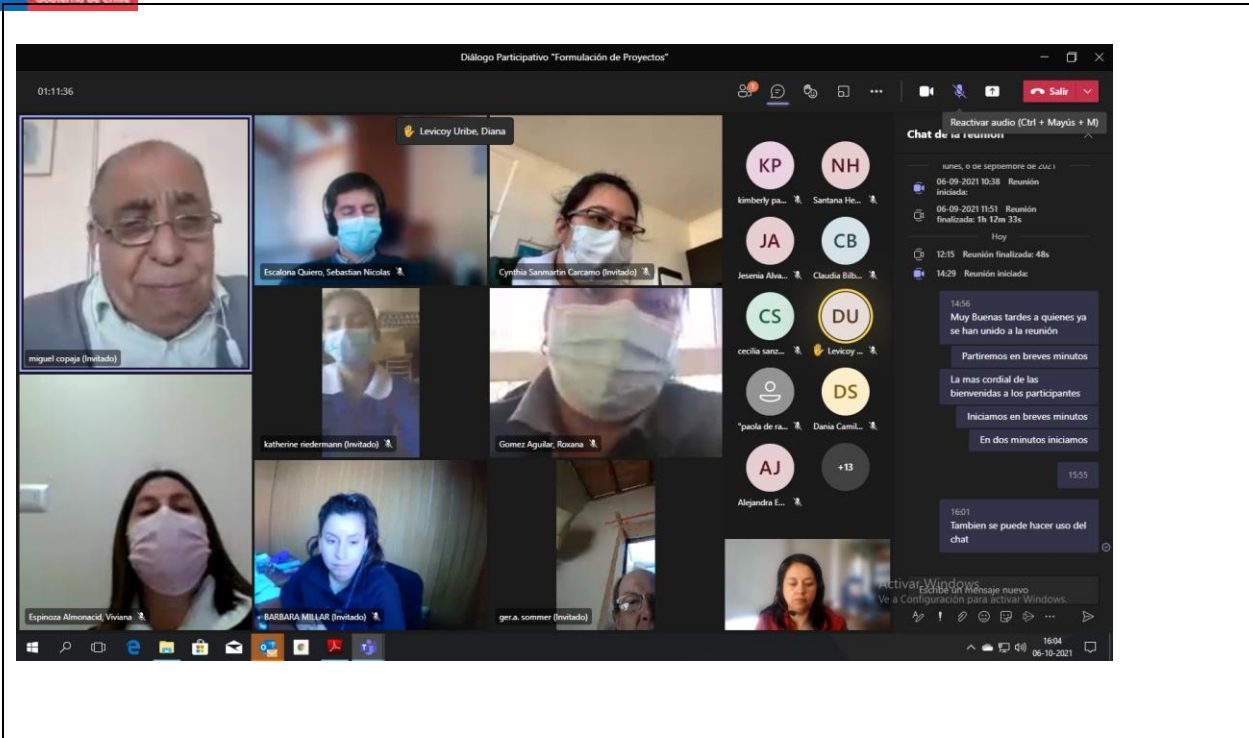 Gobierno de Chile
Diálogo Participativo "Formulación de Proyectos"
01:11:36
1
Salir
Reactivar audio (Ctrl + Mayús + M)
Levicoy Uribe, Diana
miguel copaja (Invitado)
Escalona Quiero, Sebastian Nicolas
Cynthia Sanmartin Carcamo (Invitado)
katherine niedermann (Invitado)
Gomez Aguilar, Roxana
Espinoza Almonacid, Viviana
BARBARA MILLAR (Invitado)
ger.a. sommer (Invitado)
KP
NH
kimberly pa...
Santana He...
JA
CB
Jesenia Alva...
Claudia Bilb...
CS
DU
cecilia sanz...
Levicoy ...
DS
"paola de ra...
Dania Camil...
AJ
+13
Alejandra E...
Chat de la reunión
lunes, 6 de septiembre de 2021
06-09-2021 10:38 Reunión
iniciada:
06-09-2021 11:51 Reunión
finalizada: 1h 12m 33s
Hoy
12:15 Reunión finalizada: 48s
14:29 Reunión iniciada:
14:56
Muy Buenas tardes a quienes ya
se han unido a la reunión
Partiremos en breves minutos
La mas cordial de las
bienvenidas a los participantes
Iniciamos en breves minutos
En dos minutos iniciamos
15:55
16:01
Tambien se puede hacer uso del
chat
Activar Windows
Escribe un mensaje nuevo
Ve a Configuración para activar Windows.
16:04
06-10-2021